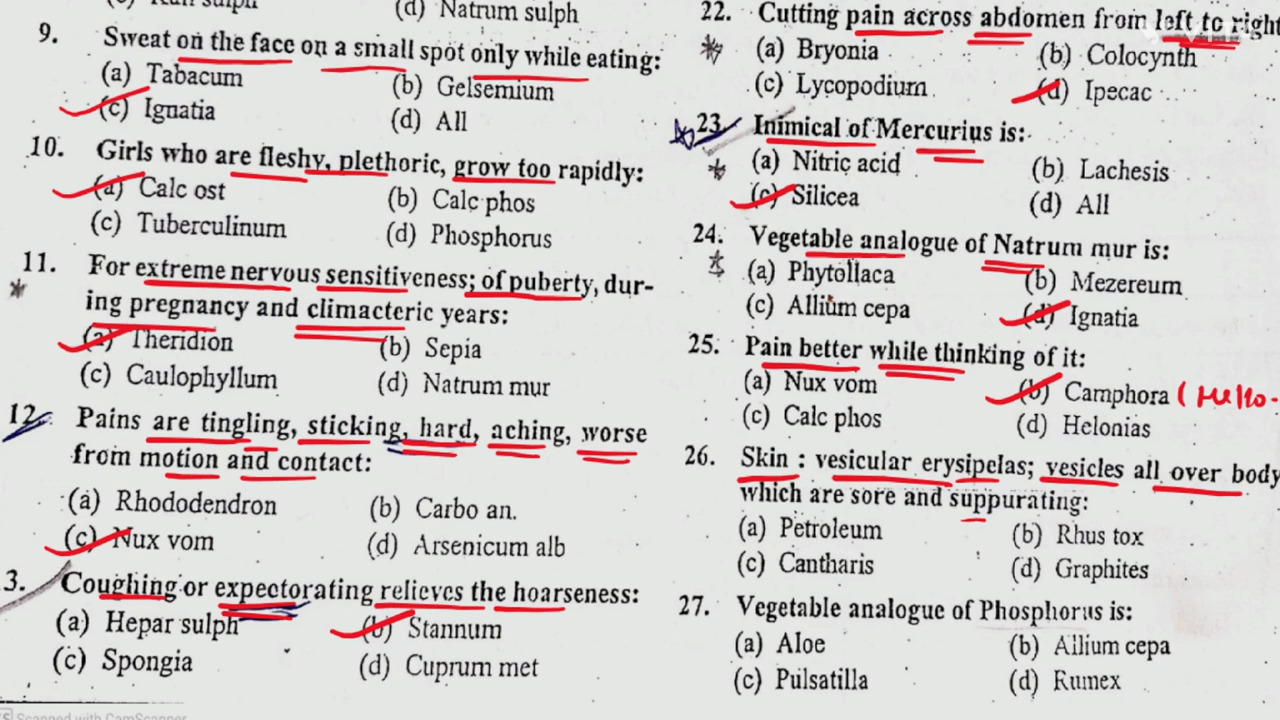 (d) Natrum sulph
9. Sweat on the face on a small spot only while eating:
(a) Tabacum (b) Gelsemium
(c) Ignatia (d) All
10. Girls who are fleshy, plethoric, grow too rapidly:
(a) Calc ost (b) Calc phos
(c) Tuberculinum (d) Phosphorus
11. For extreme nervous sensitiveness; of puberty, dur-
ing pregnancy and climacteric years:
(a) Theridion (b) Sepia
(c) Caulophyllum (d) Natrum mur
12. Pains are tingling, sticking, hard, aching, worse
from motion and contact:
(a) Rhododendron (b) Carbo an.
(c) Nux vom (d) Arsenicum alb
3. Coughing or expectorating relieves the hoarseness:
(a) Hepar sulph (b) Stannum
(c) Spongia (d) Cuprum met
Scanned with CamScanner
22. Cutting pain across abdomen from left to right
(a) Bryonia (b) Colocynth
(c) Lycopodium (d) Ipecac
23. Inimical of Mercurius is:
(a) Nitric acid (b) Lachesis
(c) Silicea (d) All
24. Vegetable analogue of Natrum mur is:
(a) Phytollaca (b) Mezereum
(c) Allium cepa (d) Ignatia
25. Pain better while thinking of it:
(a) Nux vom (b) Camphora (Hello-
(c) Calc phos (d) Helonias
26. Skin : vesicular erysipelas; vesicles all over body
which are sore and suppurating:
(a) Petroleum (b) Rhus tox
(c) Cantharis (d) Graphites
27. Vegetable analogue of Phosphorus is:
(a) Aloe (b) Allium cepa
(c) Pulsatilla (d) Rumex